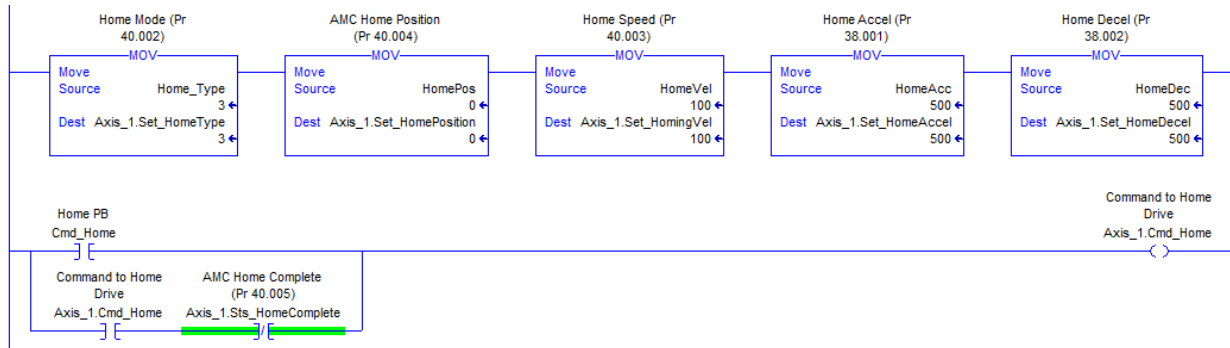 Home Mode (Pr
40.002)
MOV
Move
Source Home_Type
3
Dest Axis_1.Set_HomeType
3
AMC Home Position
(Pr 40.004)
MOV
Move
Source HomePos
0
Dest Axis_1.Set_HomePosition
0
Home Speed (Pr
40.003)
MOV
Move
Source HomeVel
100
Dest Axis_1.Set_HomingVel
100
Home Accel (Pr
38.001)
MOV
Move
Source HomeAcc
500
Dest Axis_1.Set_HomeAccel
500
Home Decel (Pr
38.002)
MOV
Move
Source HomeDec
500
Dest Axis_1.Set_HomeDecel
500
Home PB
Cmd_Home
Command to Home
Drive
Axis_1.Cmd_Home
Command to Home
Drive
Axis_1.Cmd_Home
AMC Home Complete
(Pr 40.005)
Axis_1.Sts_HomeComplete